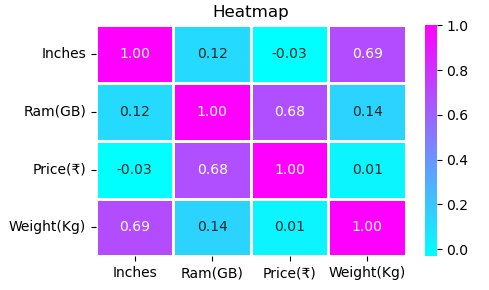 Heatmap
Inches 1.00 0.12 -0.03 0.69
Ram(GB) 0.12 1.00 0.68 0.14
Price(₹) -0.03 0.68 1.00 0.01
Weight(Kg) 0.69 0.14 0.01 1.00
Inches Ram(GB) Price(₹) Weight(Kg)
1.0
0.8
0.6
0.4
0.2
0.0